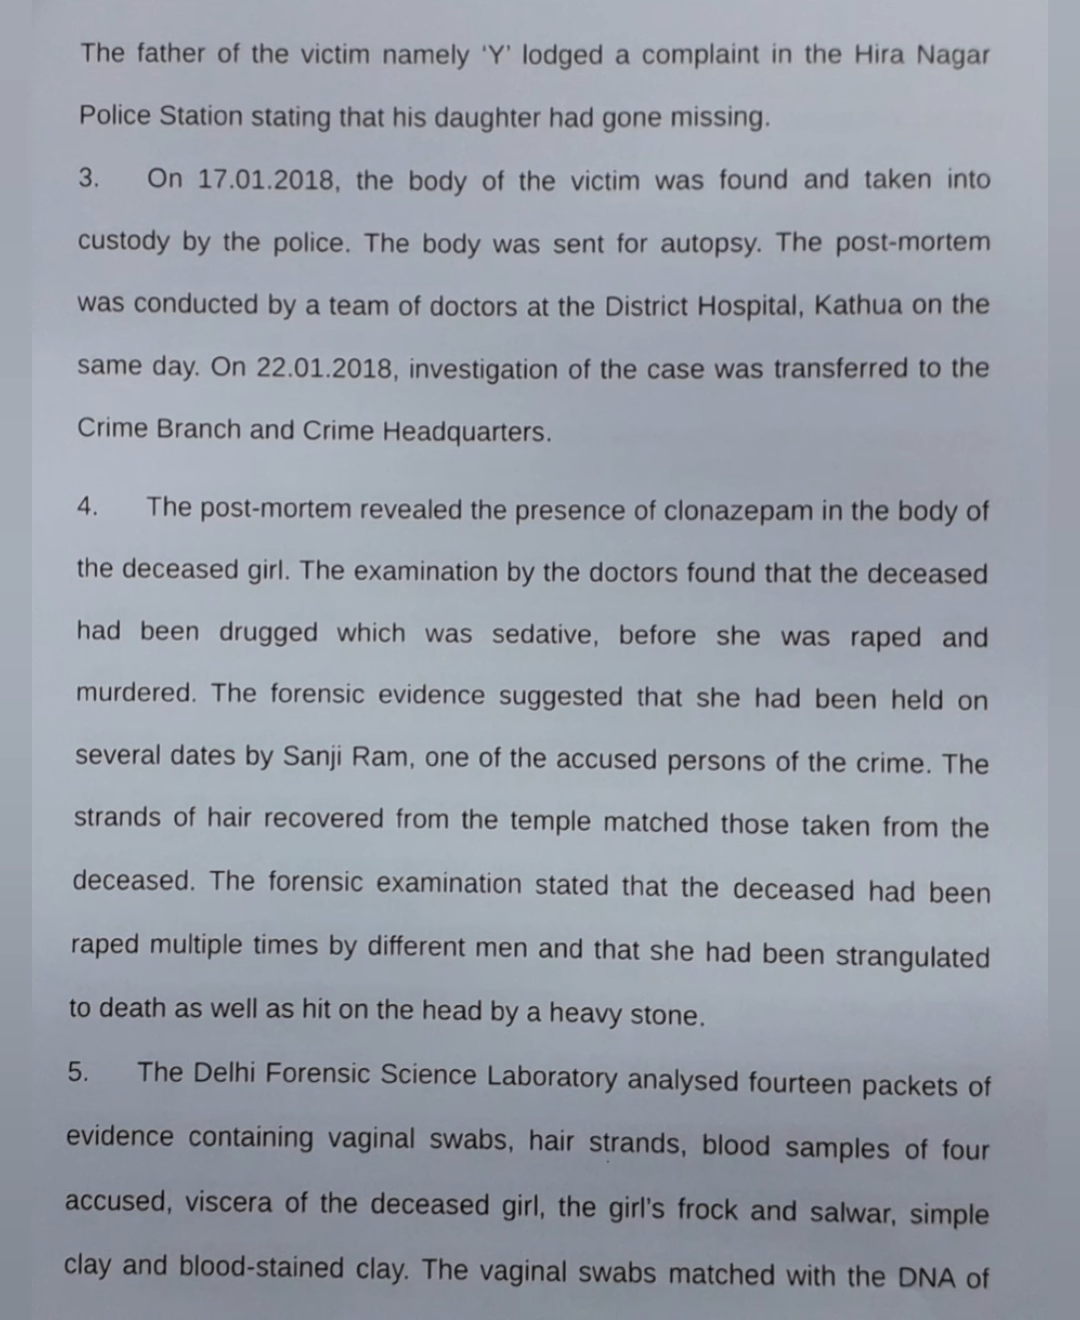 The father of the victim namely ‘Y’ lodged a complaint in the Hira Nagar
Police Station stating that his daughter had gone missing.
3. On 17.01.2018, the body of the victim was found and taken into
custody by the police. The body was sent for autopsy. The post-mortem
was conducted by a team of doctors at the District Hospital, Kathua on the
same day. On 22.01.2018, investigation of the case was transferred to the
Crime Branch and Crime Headquarters.
4. The post-mortem revealed the presence of clonazepam in the body of
the deceased girl. The examination by the doctors found that the deceased
had been drugged which was sedative, before she was raped and
murdered. The forensic evidence suggested that she had been held on
several dates by Sanji Ram, one of the accused persons of the crime. The
strands of hair recovered from the temple matched those taken from the
deceased. The forensic examination stated that the deceased had been
raped multiple times by different men and that she had been strangulated
to death as well as hit on the head by a heavy stone.
5. The Delhi Forensic Science Laboratory analysed fourteen packets of
evidence containing vaginal swabs, hair strands, blood samples of four
accused, viscera of the deceased girl, the girl’s frock and salwar, simple
clay and blood-stained clay. The vaginal swabs matched with the DNA of